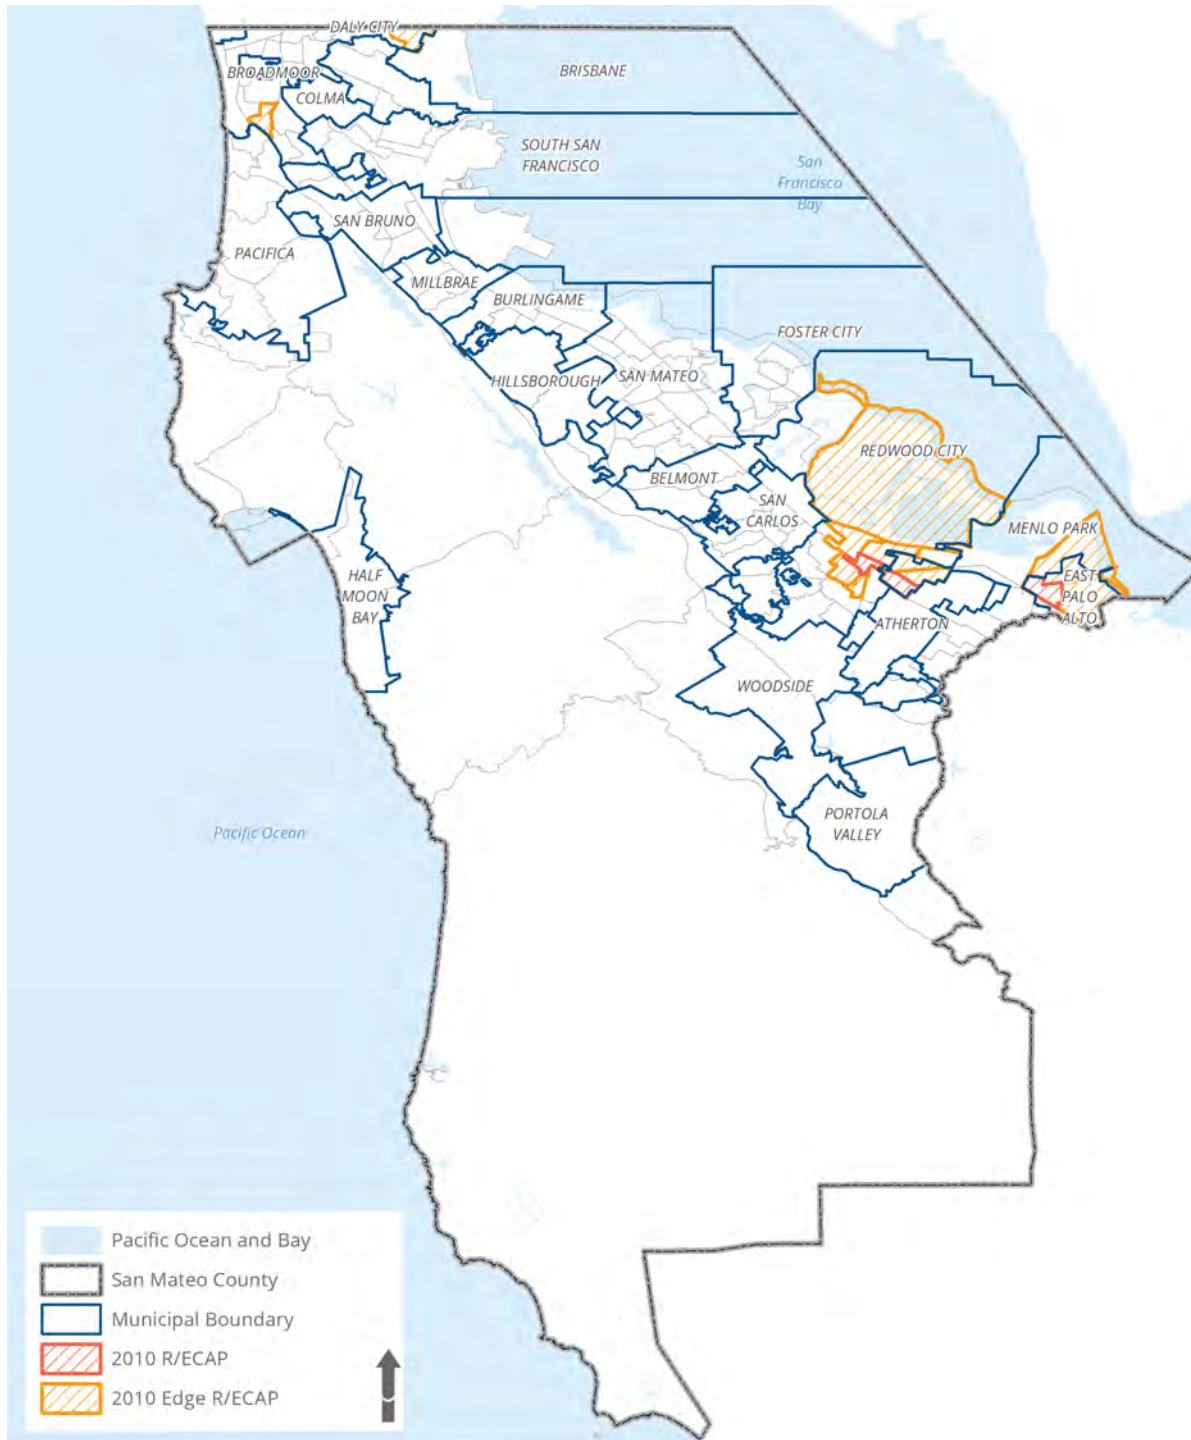 DALY CITY
BROADMOOR
BRISBANE
COLMA
SOUTH SAN
FRANCISCO
San
Francisco
Bay
SAN BRUNO
PACIFICA
MILLBRAE
BURLINGAME
FOSTER CITY
HILLSBOROUGH
SAN MATEO
REDWOOD CITY
BELMONT
SAN
CARLOS
MENLO PARK
HALF
MOON
BAY
EAST
PALO
ALTO
ATHERTON
WOODSIDE
PORTOLA
VALLEY
Pacific Ocean
Pacific Ocean and Bay
San Mateo County
Municipal Boundary
2010 R/ECAP
2010 Edge R/ECAP